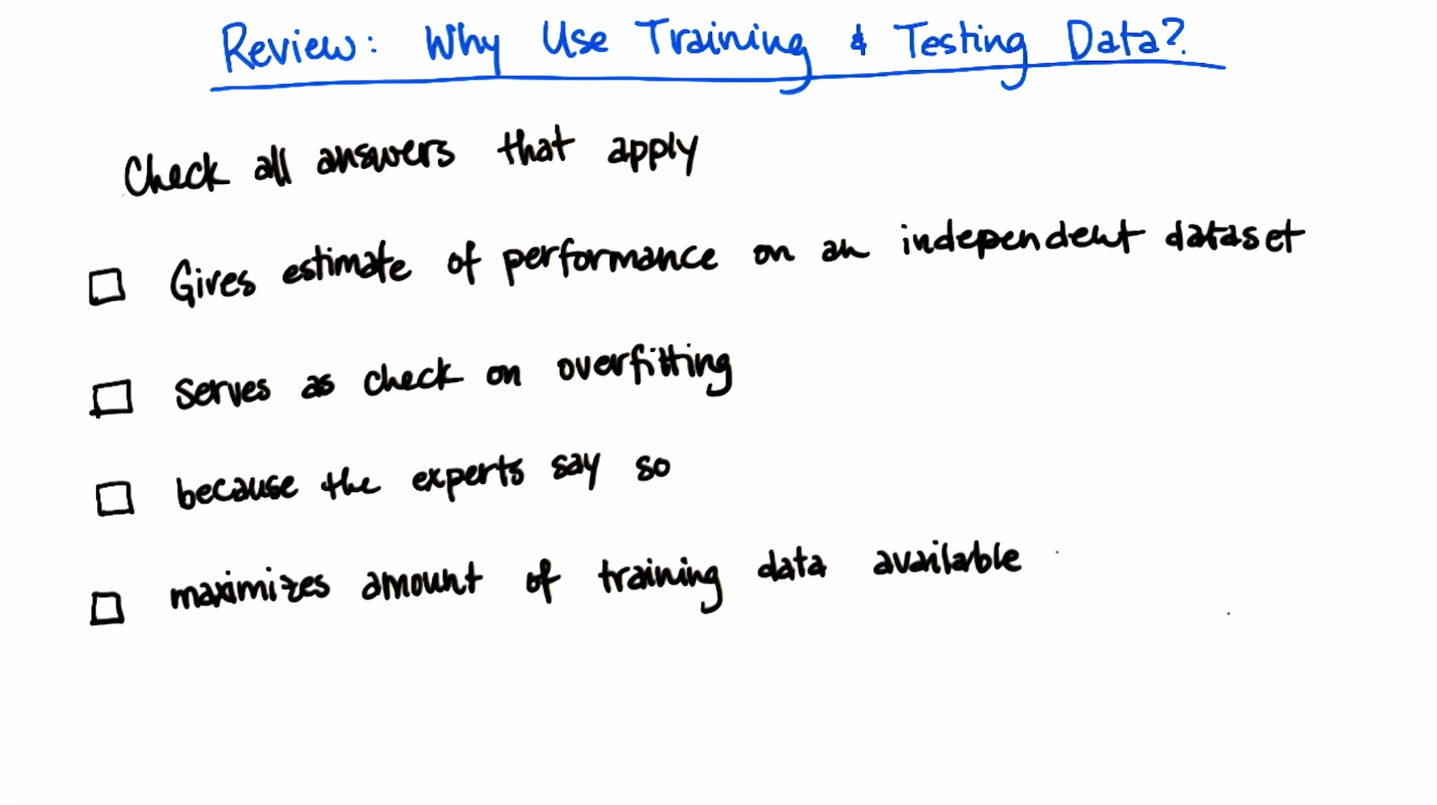 Review: Why Use Training & Testing Data?
Check all answers that apply
Gives estimate of performance on an independent dataset
Serves as check on overfitting
because the experts say so
maximizes amount of training data available